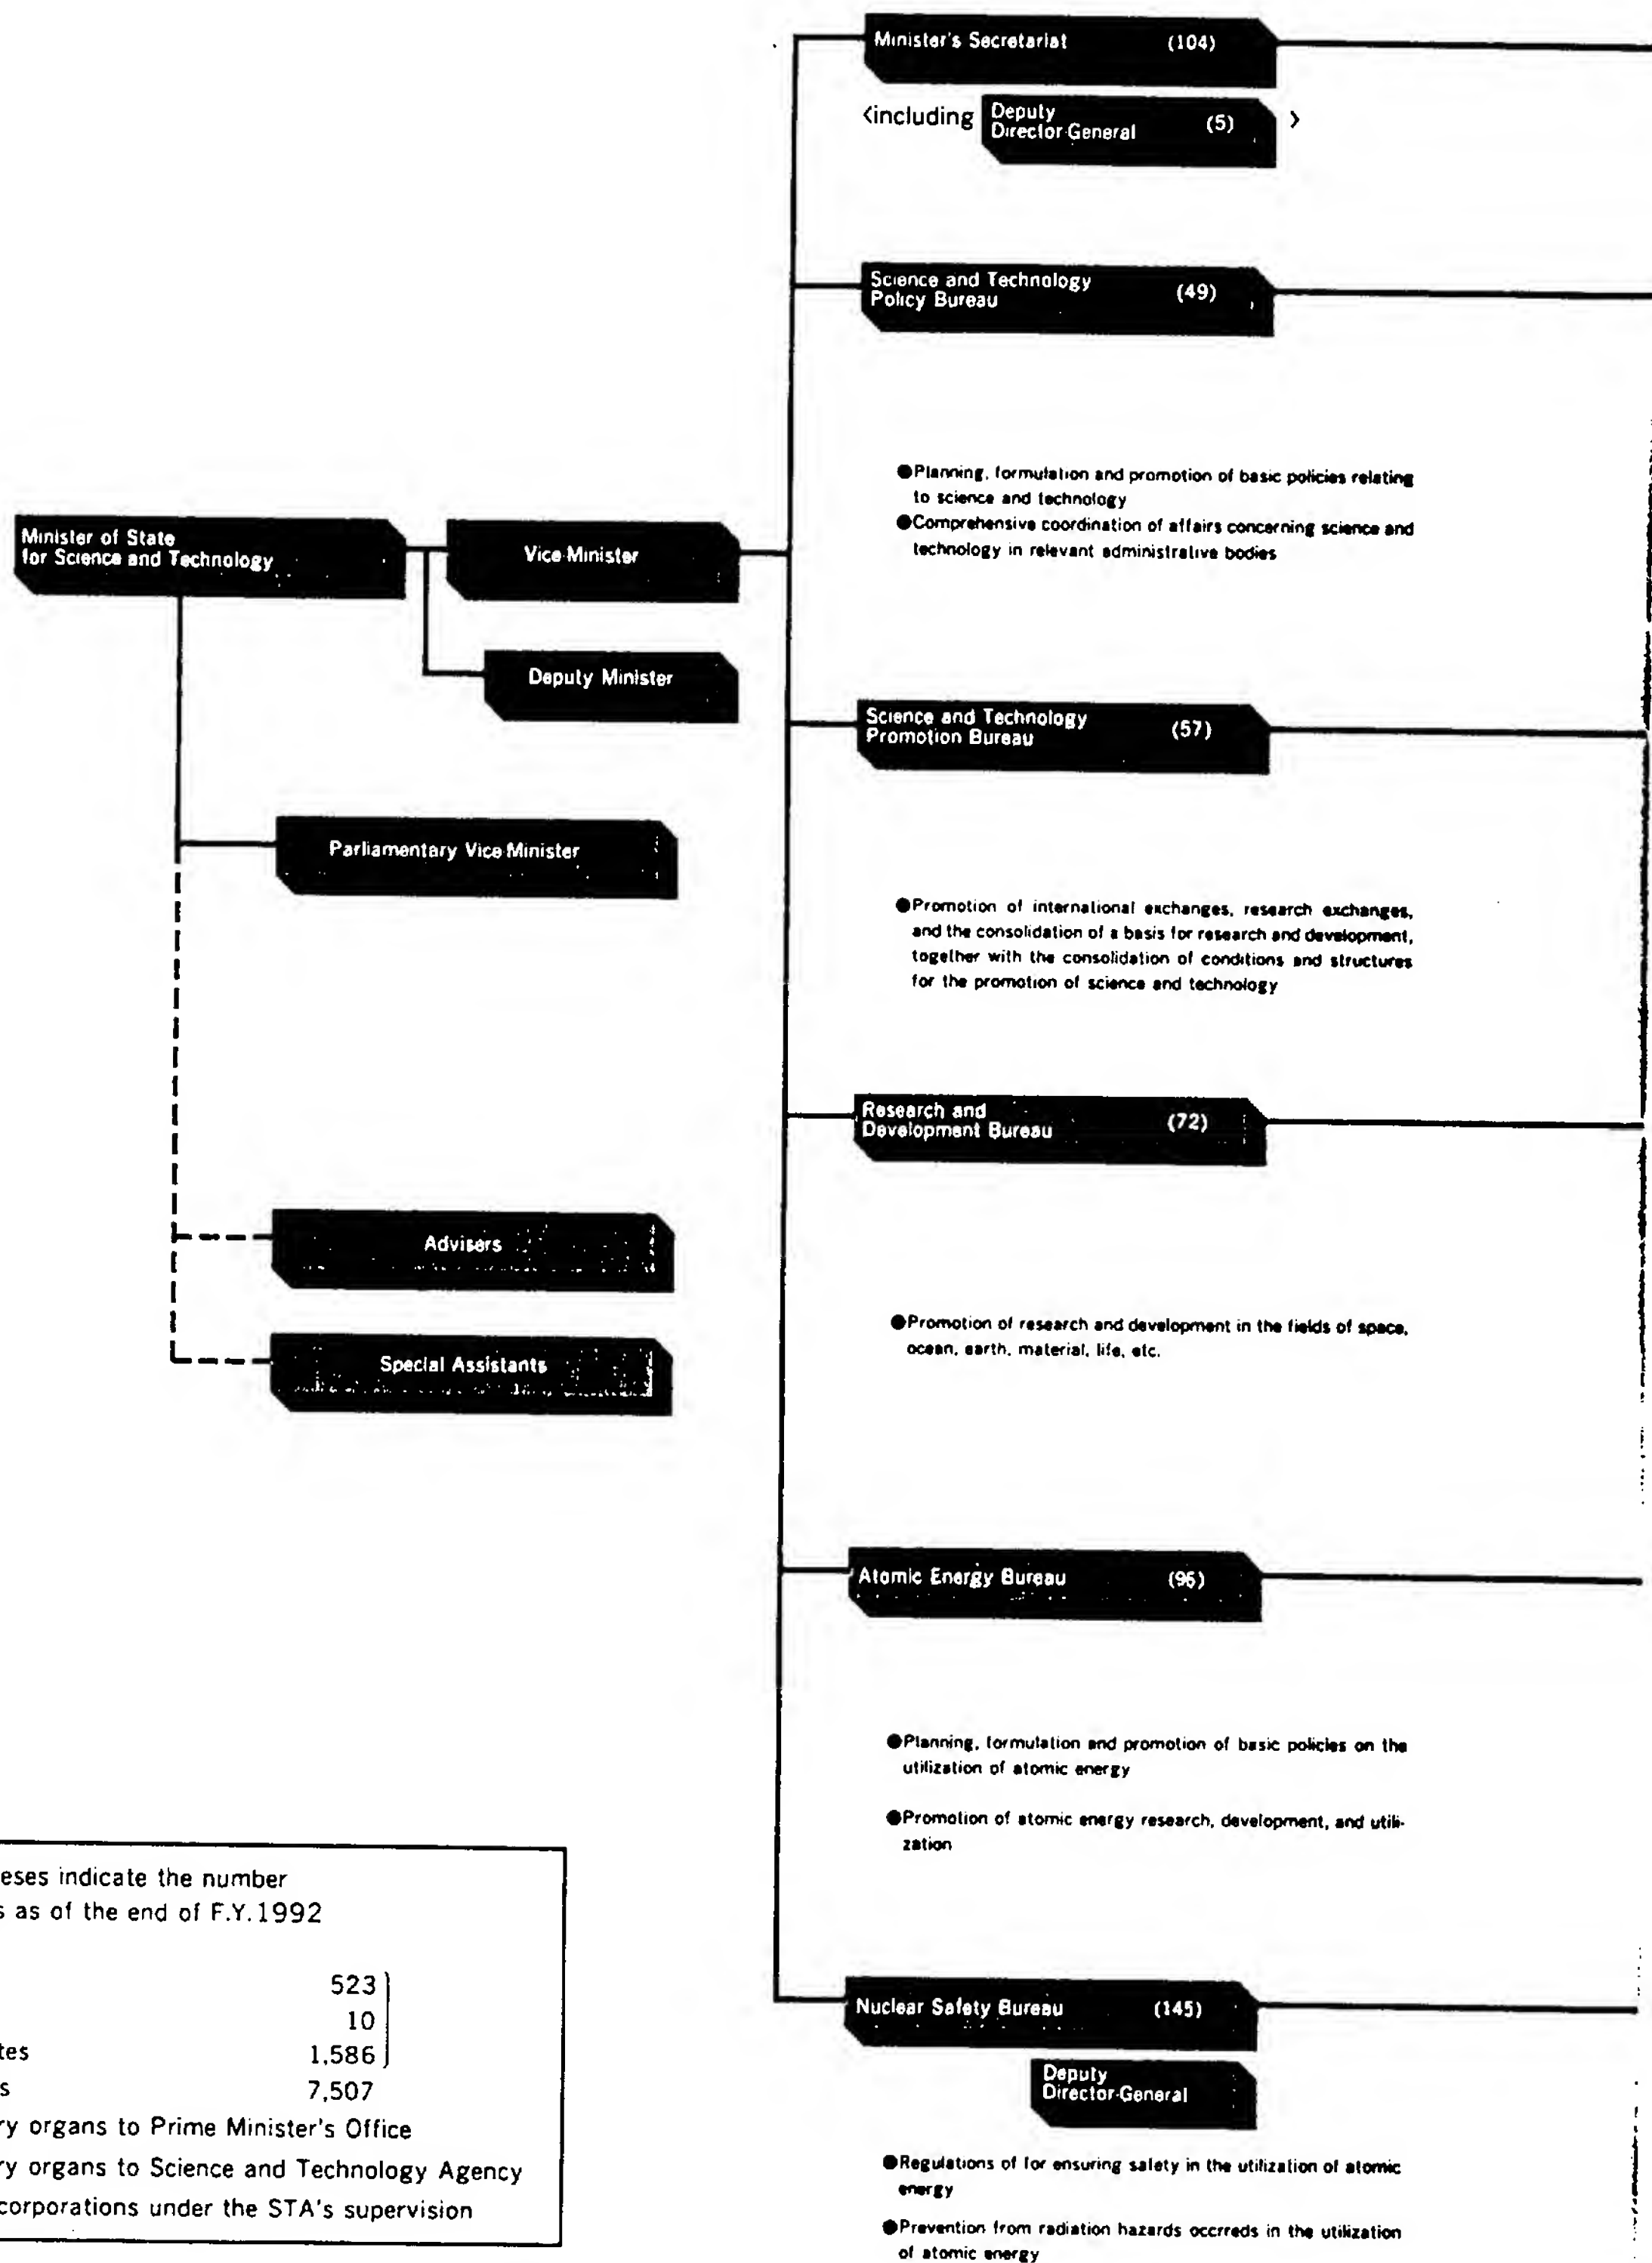 Minister's Secretariat (104)
<including Deputy
Director-General (5) >
Science and Technology
Policy Bureau (49)
●Planning, formulation and promotion of basic policies relating
to science and technology
●Comprehensive coordination of affairs concerning science and
technology in relevant administrative bodies
Minister of State
for Science and Technology
Vice-Minister
Deputy Minister
Science and Technology
Promotion Bureau (57)
Parliamentary Vice-Minister
●Promotion of international exchanges, research exchanges,
and the consolidation of a basis for research and development,
together with the consolidation of conditions and structures
for the promotion of science and technology
Research and
Development Bureau (72)
Advisers
●Promotion of research and development in the fields of space,
ocean, earth, material, life, etc.
Special Assistants
Atomic Energy Bureau (96)
●Planning, formulation and promotion of basic policies on the
utilization of atomic energy
●Promotion of atomic energy research, development, and utili-
zation
eses indicate the number
s as of the end of F.Y.1992
523
10
tes 1,586
s 7,507
ry organs to Prime Minister's Office
ry organs to Science and Technology Agency
corporations under the STA's supervision
Nuclear Safety Bureau (145)
Deputy
Director-General
●Regulations of for ensuring safety in the utilization of atomic
energy
●Prevention from radiation hazards occrreds in the utilization
of atomic energy